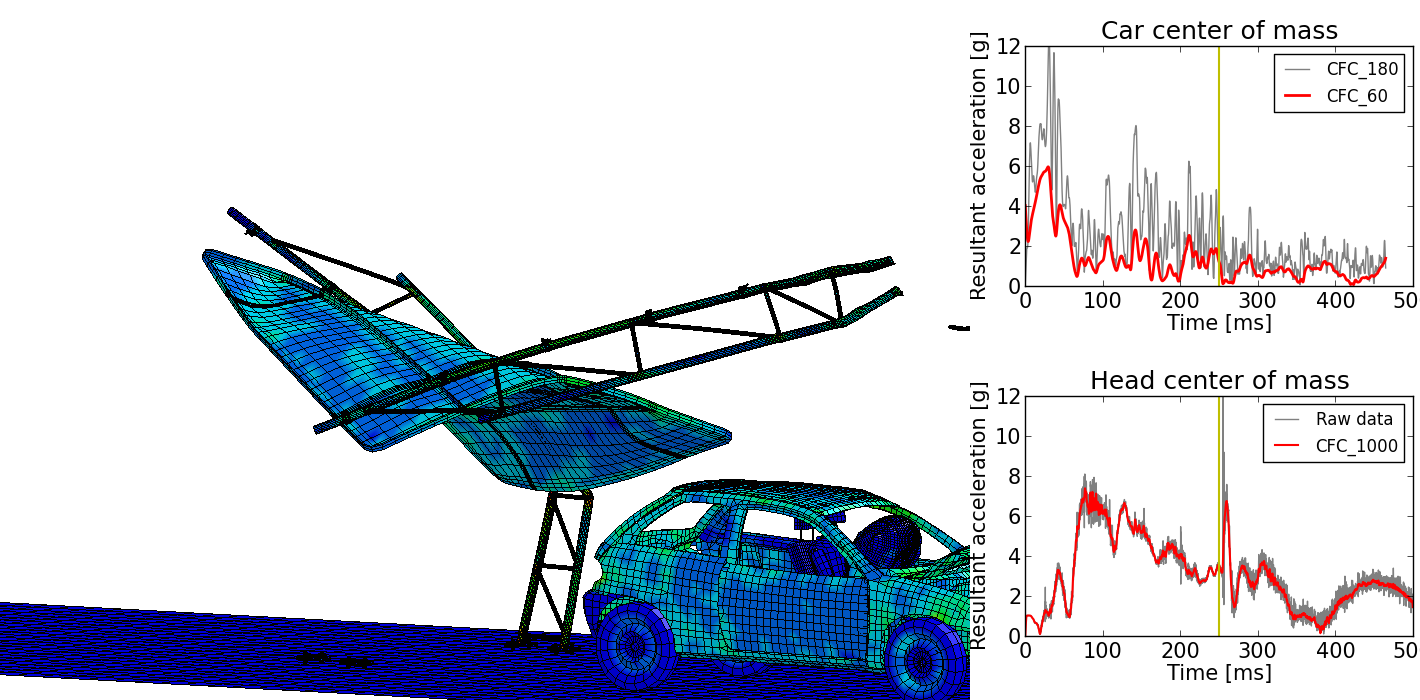 Car center of mass
Resultant acceleration [g]
12
10
8
6
4
2
0
CFC_180
CFC_60
0 100 200 300 400 50
Time [ms]
Head center of mass
Resultant acceleration [g]
12
10
8
6
4
2
0
Raw data
CFC_1000
0 100 200 300 400 50
Time [ms]